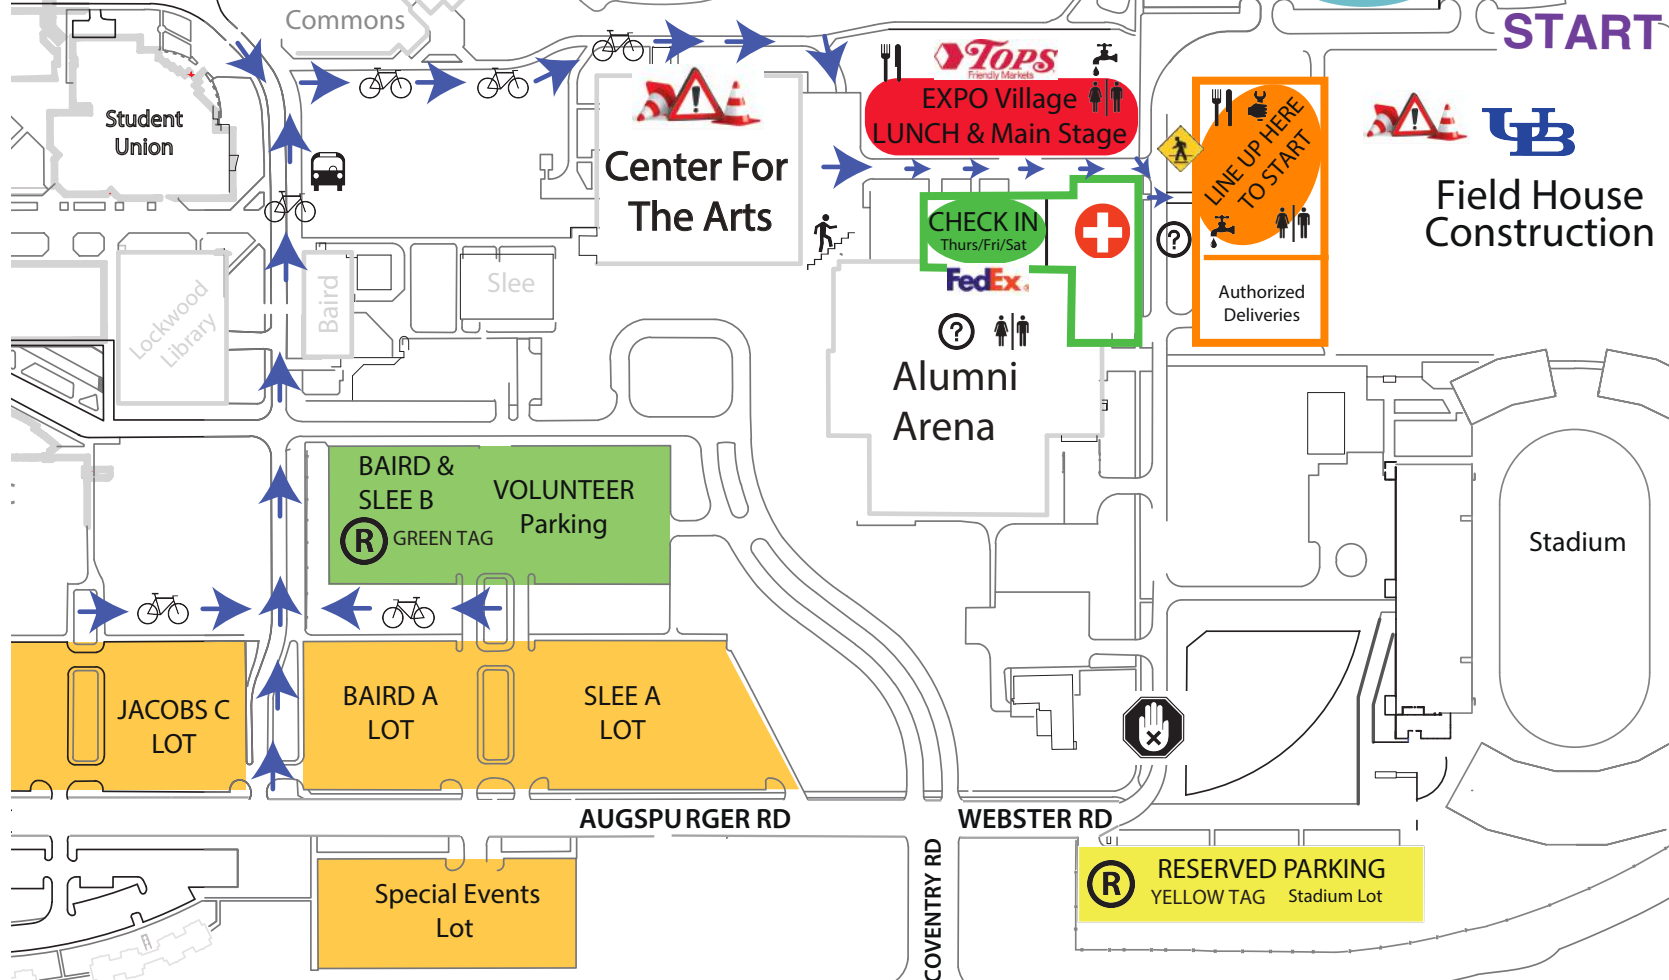 Commons
START
TOPS
Friendly Markets
EXPO Village
LUNCH & Main Stage
Student
Union
LINE UP HERE
TO START
UB
Center For
The Arts
Field House
Construction
CHECK IN
Thurs/Fri/Sat
FedEx
?
?
Authorized
Deliveries
Lockwood
Library
Baird
Slee
Alumni
Arena
BAIRD &
SLEE B
VOLUNTEER
Parking
R
GREEN TAG
Stadium
JACOBS C
LOT
BAIRD A
LOT
SLEE A
LOT
AUGSPURGER RD
WEBSTER RD
COVENTRY RD
R
RESERVED PARKING
YELLOW TAG Stadium Lot
Special Events
Lot